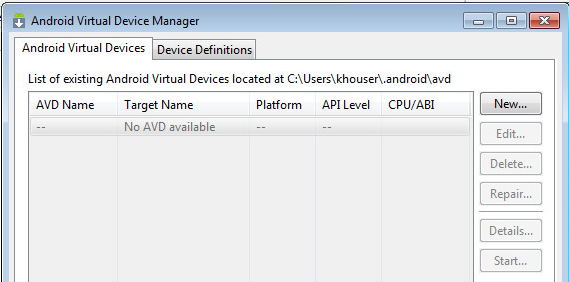 Android Virtual Device Manager
Android Virtual Devices
Device Definitions
List of existing Android Virtual Devices located at C:\Users\khouser\.android\avd
AVD Name Target Name Platform API Level CPU/ABI
-- No AVD available -- --
New...
Edit...
Delete...
Repair...
Details...
Start...